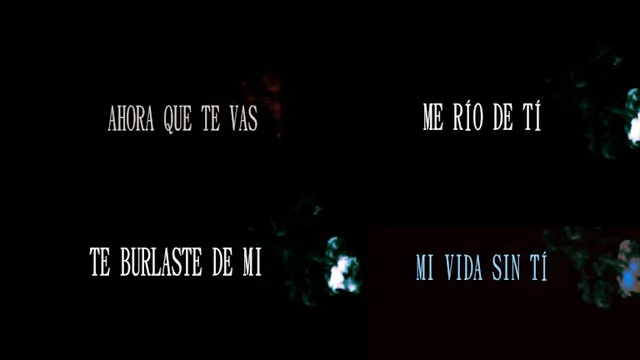 AHORA QUE TE VAS
ME RÍO DE TÍ
TE BURLASTE DE MI
MI VIDA SIN TÍ